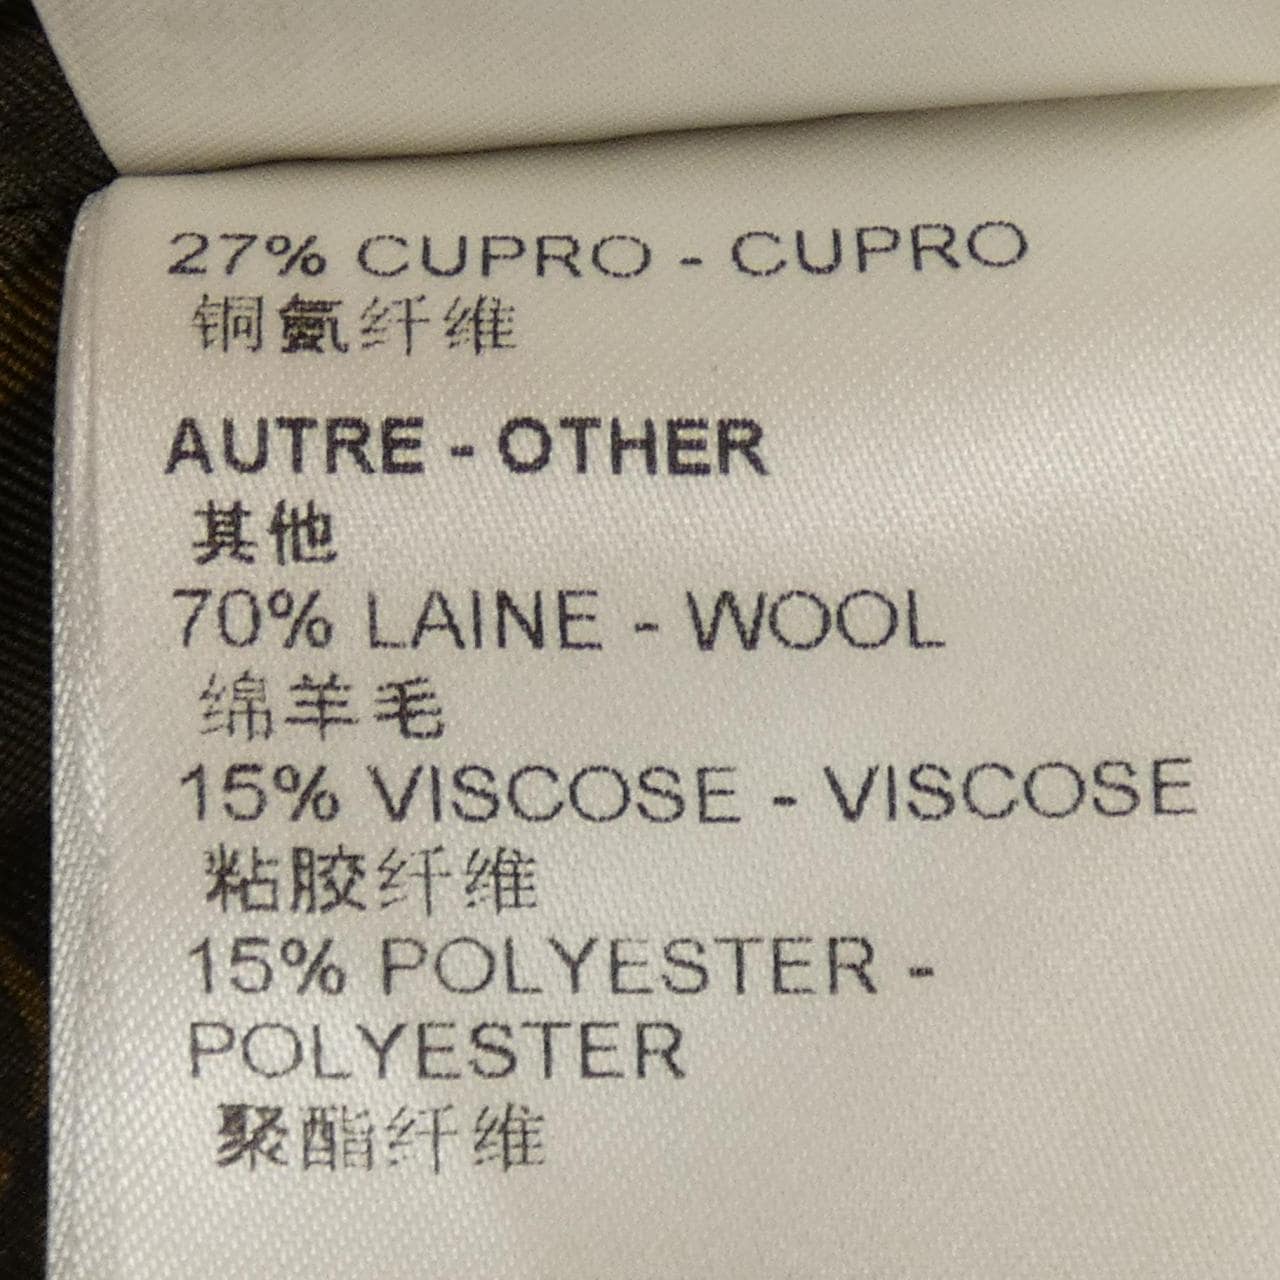 27% CUPRO - CUPRO
铜氨纤维
AUTRE - OTHER
其他
70% LAINE - WOOL
绵羊毛
15% VISCOSE - VISCOSE
粘胶纤维
15% POLYESTER -
POLYESTER
聚酯纤维